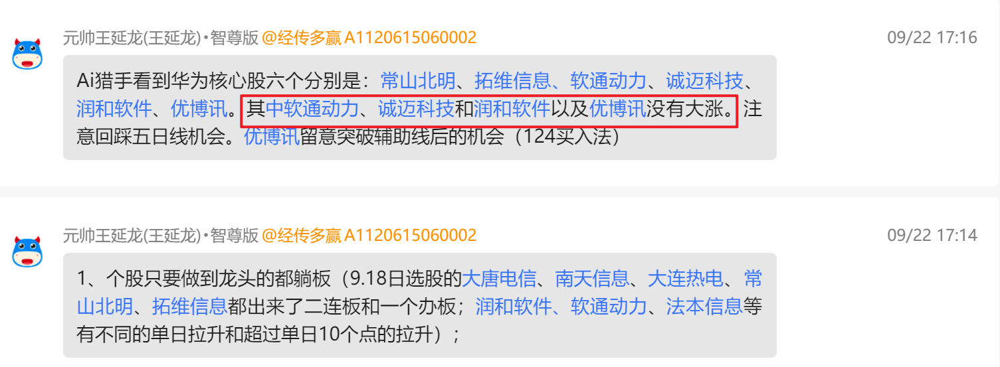 元帅王延龙(王延龙)•智尊版 @经传多赢 A1120615060002 09/22 17:16
Ai猎手看到华为核心股六个分别是：常山北明、拓维信息、软通动力、诚迈科技、
润和软件、优博讯。其中软通动力、诚迈科技和润和软件以及优博讯没有大涨。注
意回踩五日线机会。优博讯留意突破辅助线后的机会（124买入法）
元帅王延龙(王延龙)•智尊版 @经传多赢 A1120615060002 09/22 17:14
1、个股只要做到龙头的都躺板（9.18日选股的大唐电信、南天信息、大连热电、常
山北明、拓维信息都出来了二连板和一个办板；润和软件、软通动力、法本信息等
有不同的单日拉升和超过单日10个点的拉升）；